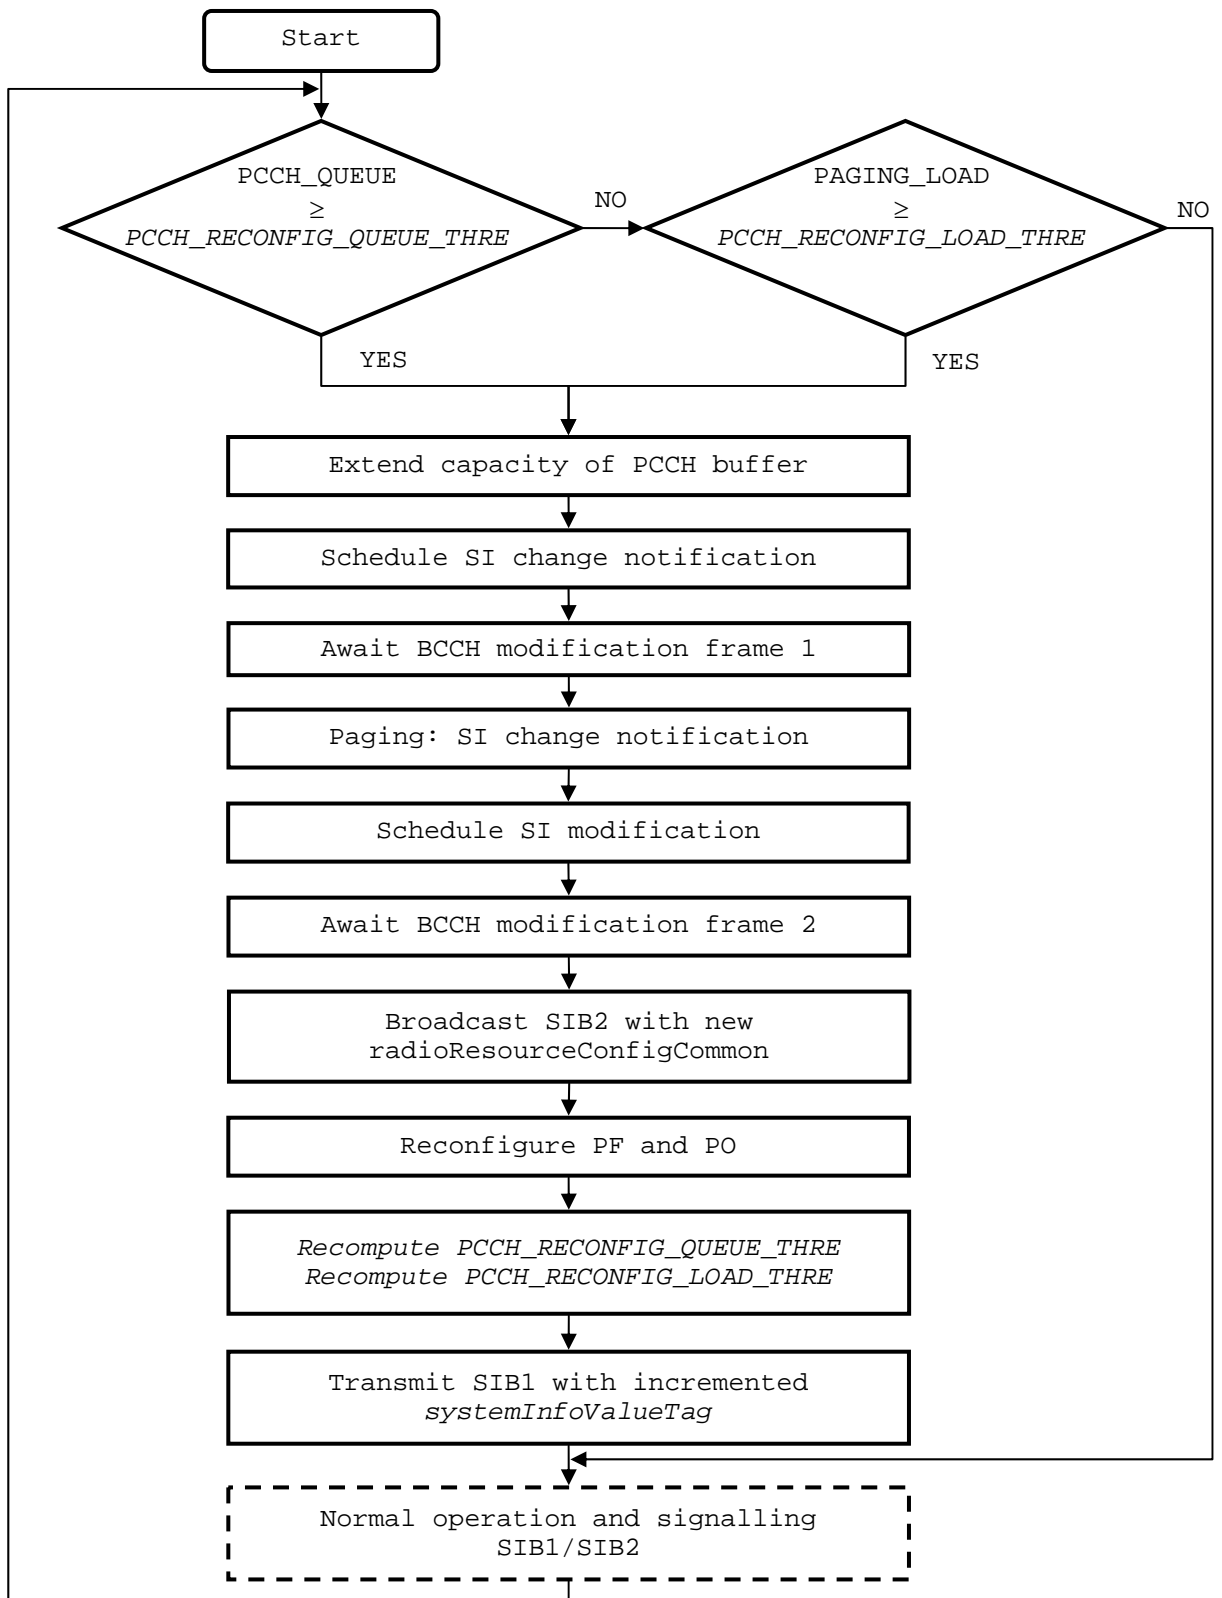 Start
PCCH_QUEUE
≥
PCCH_RECONFIG_QUEUE_THRE
NO
PAGING_LOAD
≥
PCCH_RECONFIG_LOAD_THRE
NO
YES
YES
Extend capacity of PCCH buffer
Schedule SI change notification
Await BCCH modification frame 1
Paging: SI change notification
Schedule SI modification
Await BCCH modification frame 2
Broadcast SIB2 with new
radioResourceConfigCommon
Reconfigure PF and PO
Recompute PCCH_RECONFIG_QUEUE_THRE
Recompute PCCH_RECONFIG_LOAD_THRE
Transmit SIB1 with incremented
systemInfoValueTag
Normal operation and signalling
SIB1/SIB2